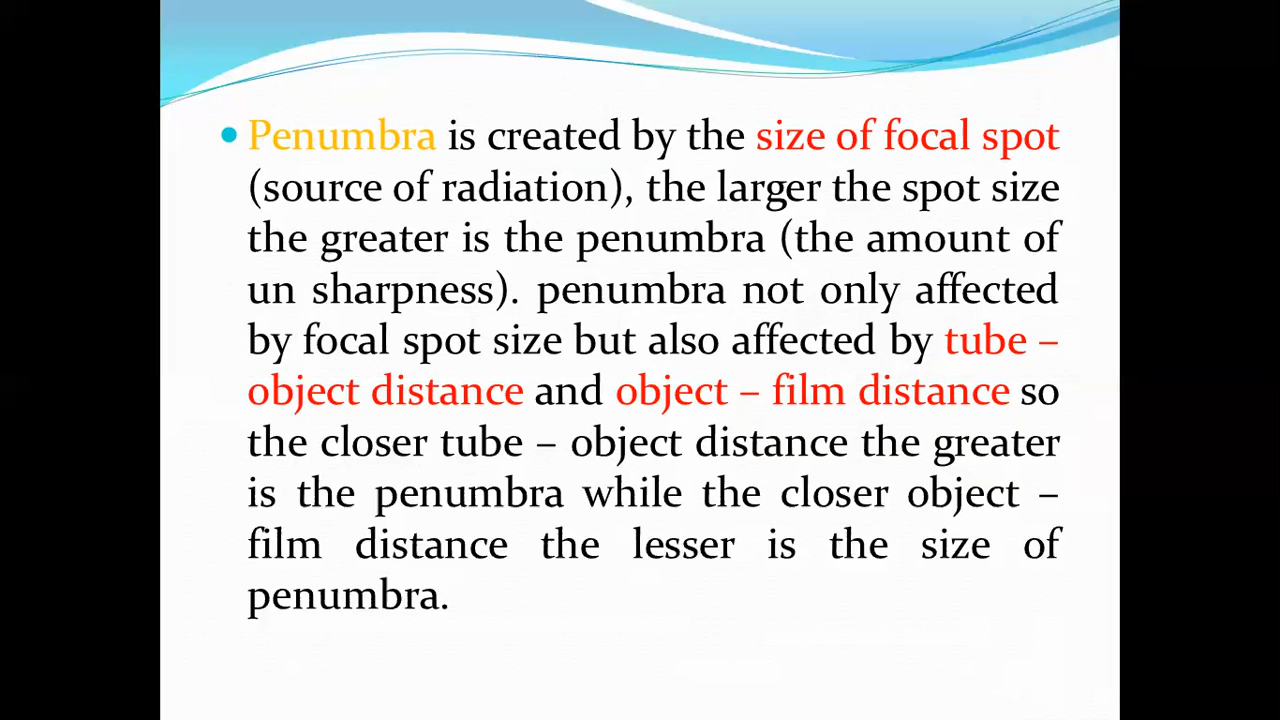 • Penumbra is created by the size of focal spot
(source of radiation), the larger the spot size
the greater is the penumbra (the amount of
un sharpness). penumbra not only affected
by focal spot size but also affected by tube –
object distance and object – film distance so
the closer tube – object distance the greater
is the penumbra while the closer object –
film distance the lesser is the size of
penumbra.